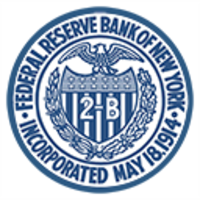 FEDERAL RESERVE BANK OF NEW YORK
2-B
· INCORPORATED MAY 18, 1914 ·